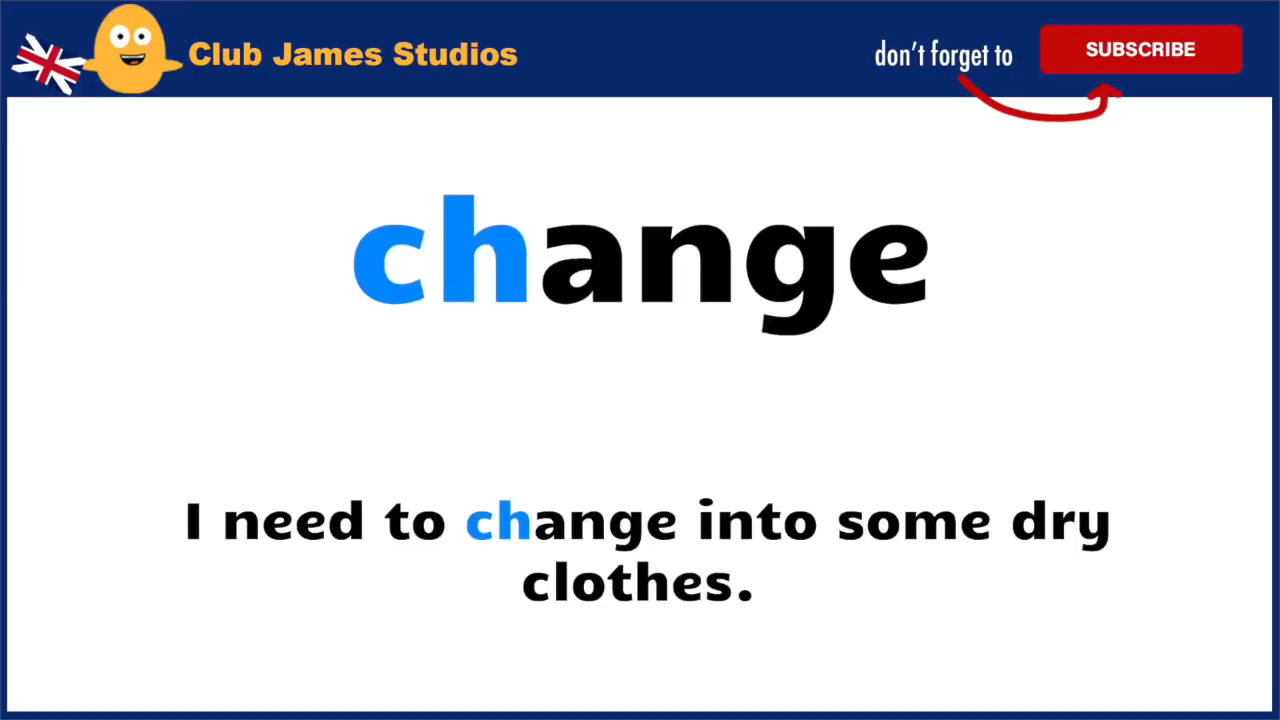 Club James Studios
don't forget to
SUBSCRIBE
change
I need to change into some dry
clothes.